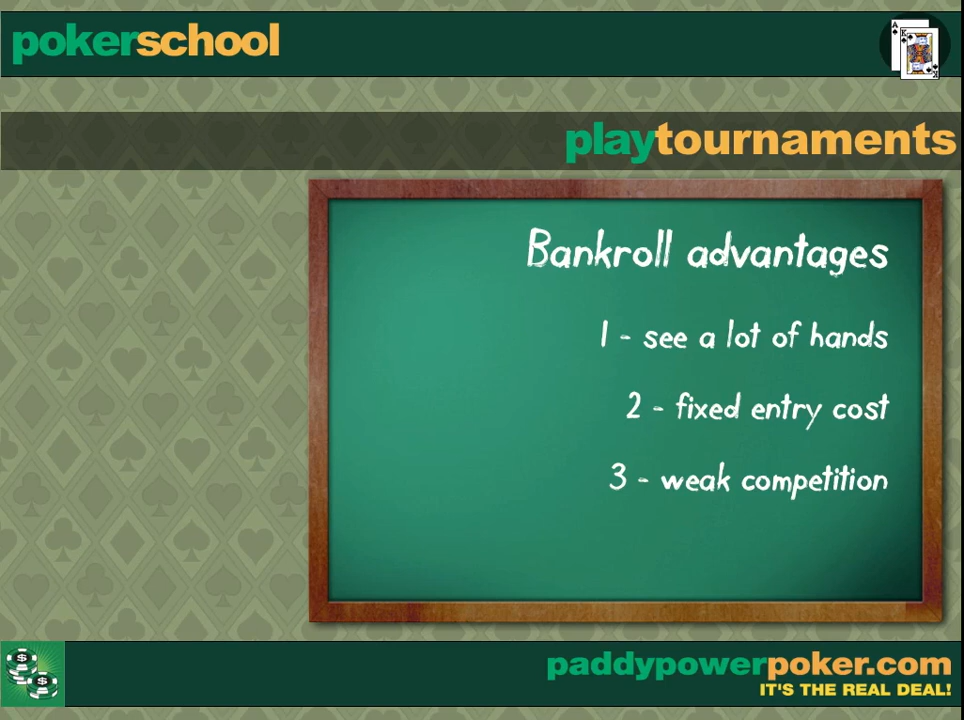 pokerschool
A
K
K
playtournaments
Bankroll advantages
1 - see a lot of hands
2 - fixed entry cost
3 - weak competition
$
$
paddypowerpoker.com
IT'S THE REAL DEAL!